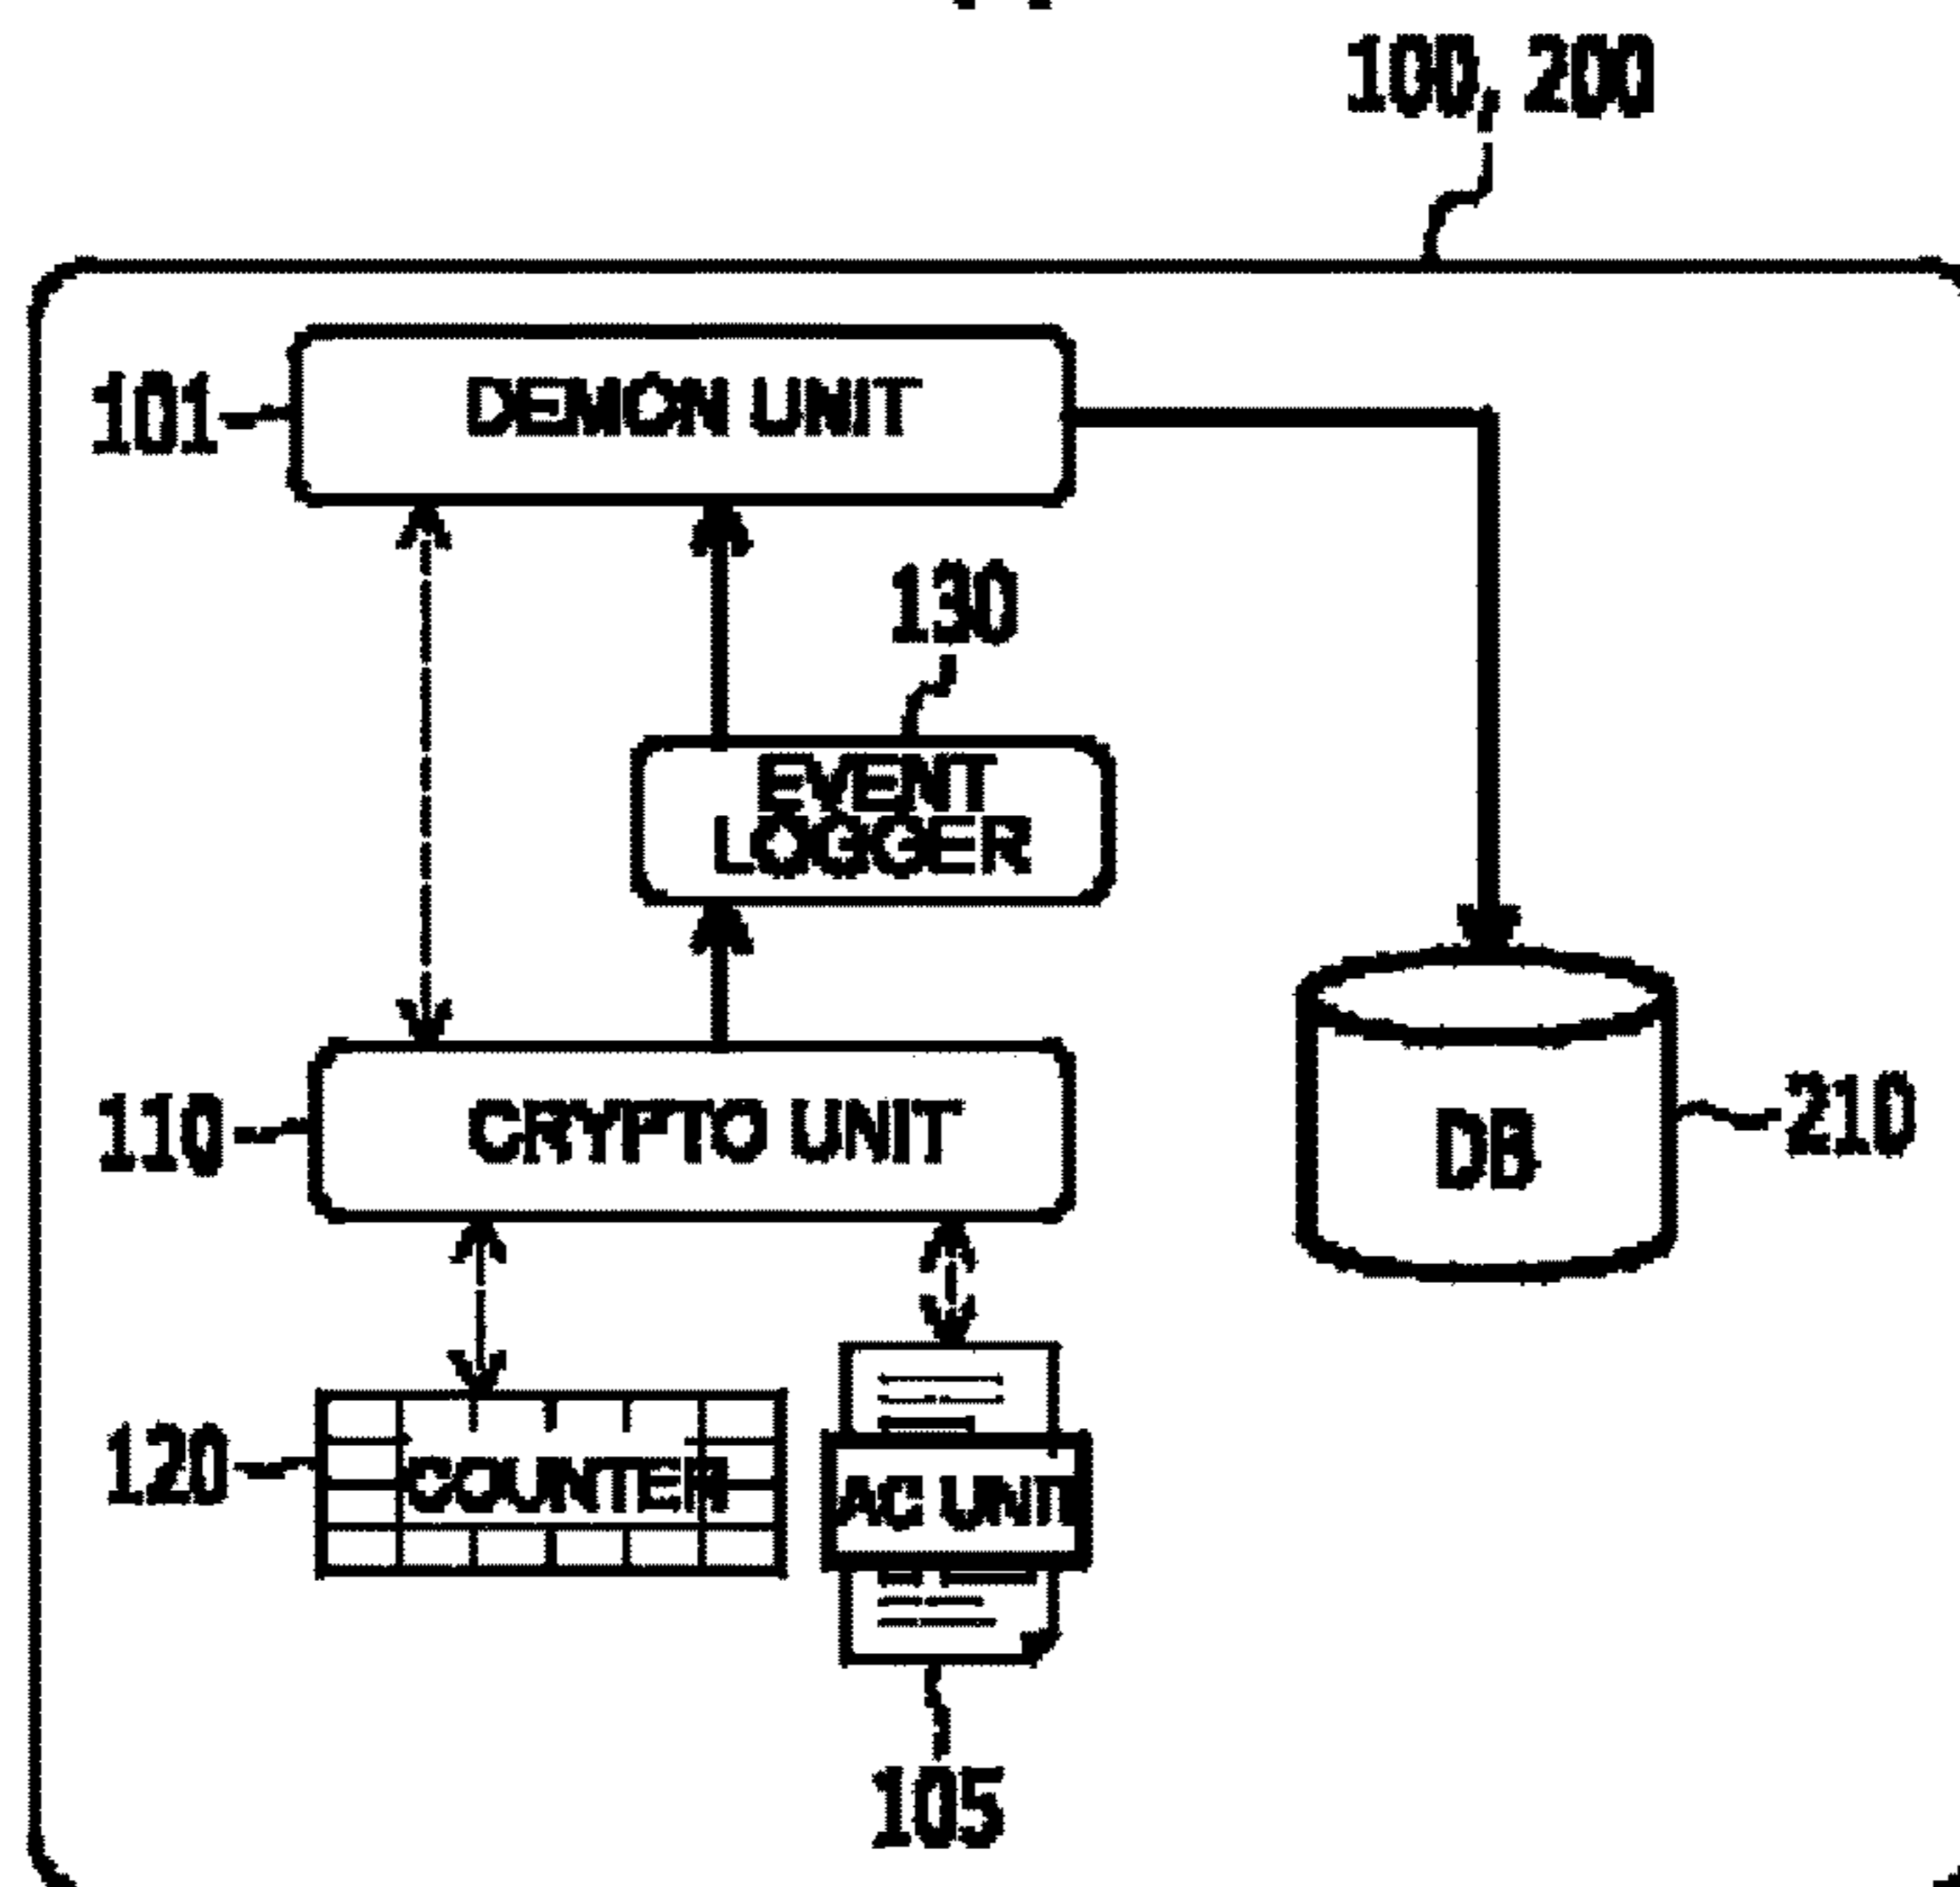 100, 200
101
DEMON UNIT
130
EVENT
LOGGER
110
CRYPTO UNIT
DB
210
120
COUNTER
AC UNIT
105